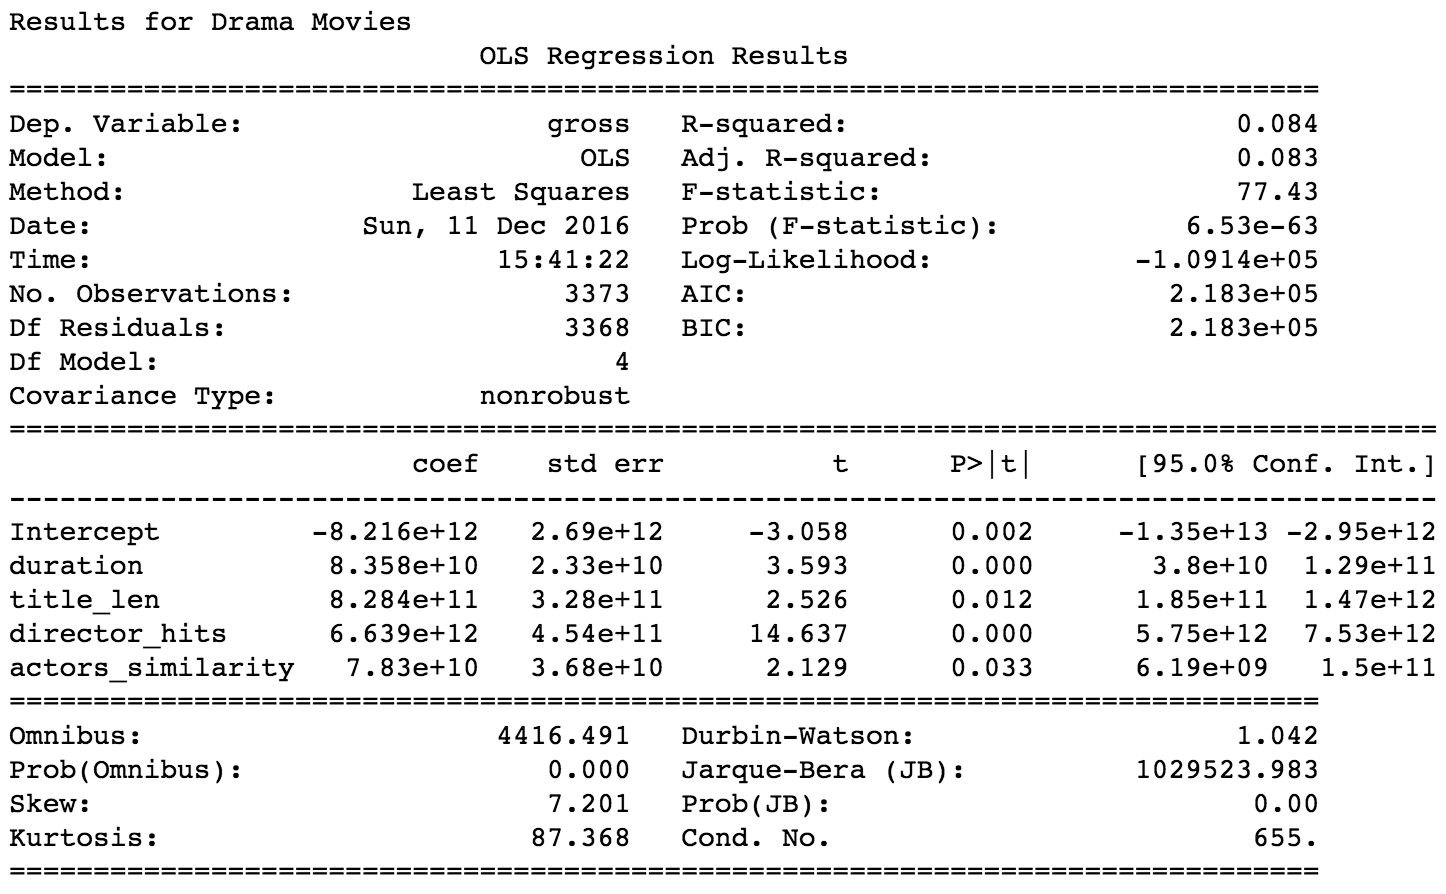 Results for Drama Movies
OLS Regression Results
==============================================================================
Dep. Variable: gross R-squared: 0.084
Model: OLS Adj. R-squared: 0.083
Method: Least Squares F-statistic: 77.43
Date: Sun, 11 Dec 2016 Prob (F-statistic): 6.53e-63
Time: 15:41:22 Log-Likelihood: -1.0914e+05
No. Observations: 3373 AIC: 2.183e+05
Df Residuals: 3368 BIC: 2.183e+05
Df Model: 4
Covariance Type: nonrobust
=====================================================================================
coef std err t P>|t| [95.0% Conf. Int.]
-------------------------------------------------------------------------------------
Intercept -8.216e+12 2.69e+12 -3.058 0.002 -1.35e+13 -2.95e+12
duration 8.358e+10 2.33e+10 3.593 0.000 3.8e+10 1.29e+11
title_len 8.284e+11 3.28e+11 2.526 0.012 1.85e+11 1.47e+12
director_hits 6.639e+12 4.54e+11 14.637 0.000 5.75e+12 7.53e+12
actors_similarity 7.83e+10 3.68e+10 2.129 0.033 6.19e+09 1.5e+11
==============================================================================
Omnibus: 4416.491 Durbin-Watson: 1.042
Prob(Omnibus): 0.000 Jarque-Bera (JB): 1029523.983
Skew: 7.201 Prob(JB): 0.00
Kurtosis: 87.368 Cond. No. 655.
==============================================================================